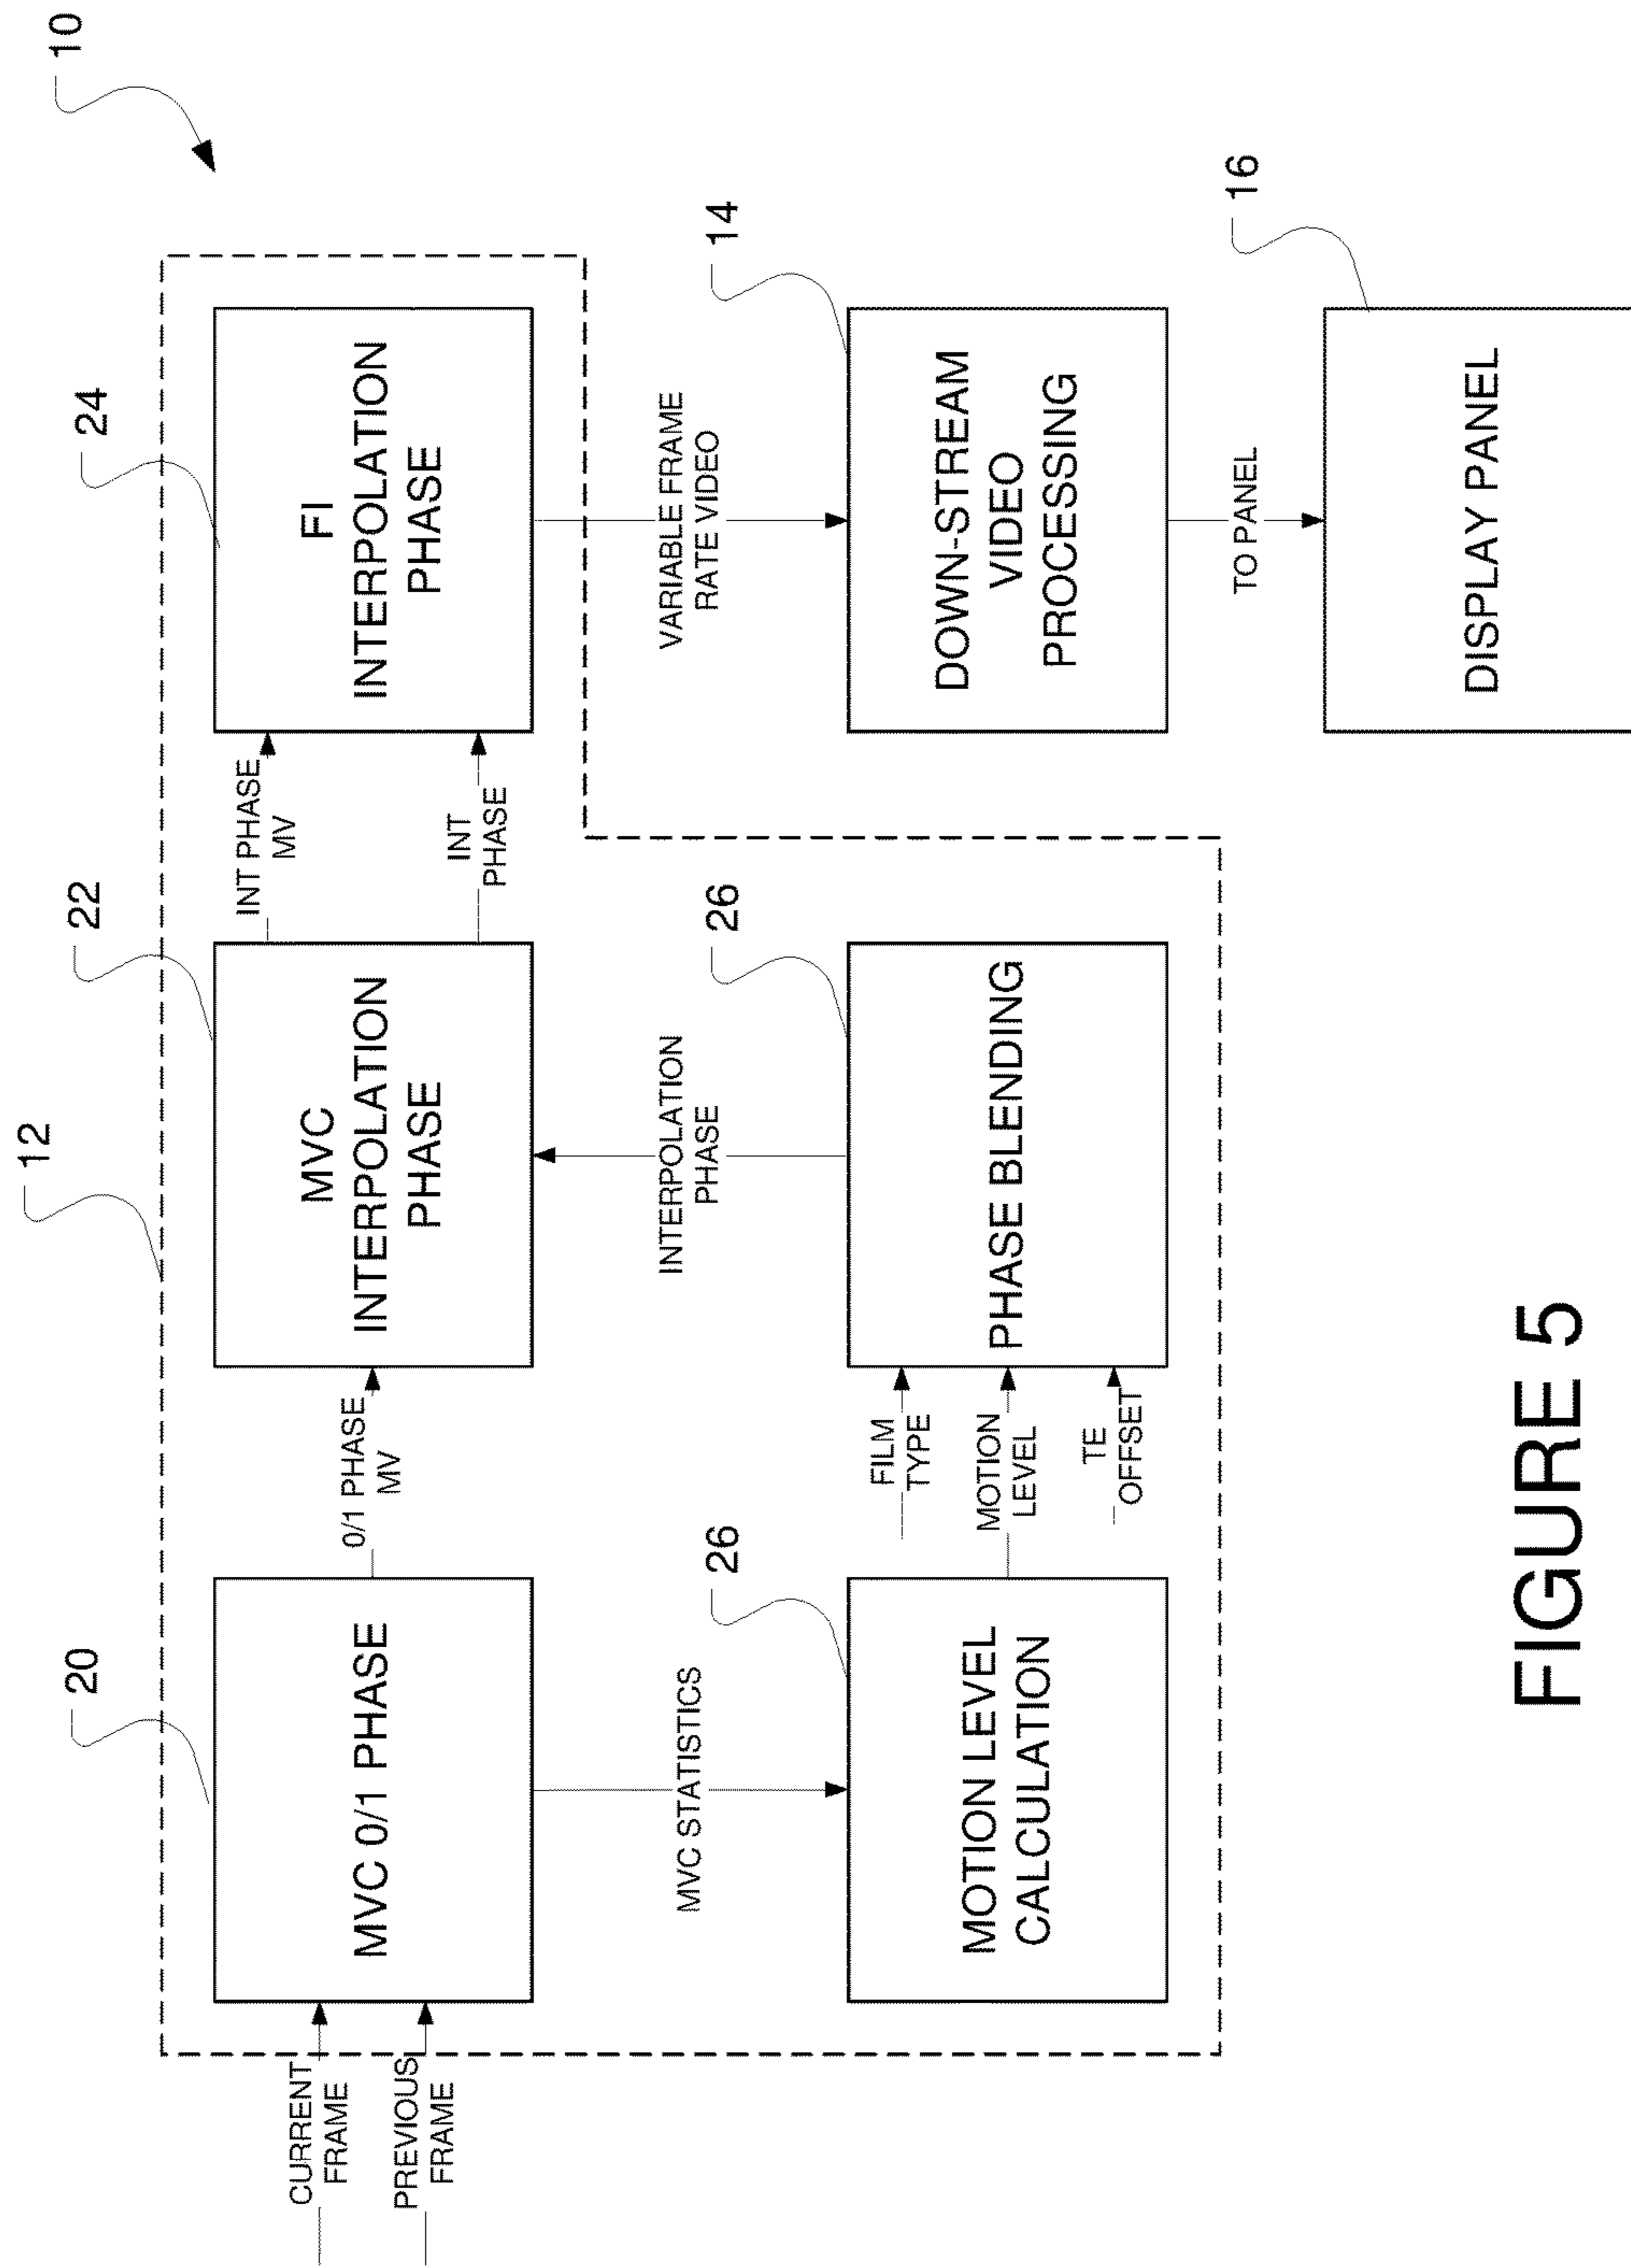 10
12
20
22
24
CURRENT
FRAME
PREVIOUS
FRAME
MVC 0/1 PHASE
0/1 PHASE
MV
MVC
INTERPOLATION
PHASE
INT PHASE
MV
INT
PHASE
FI
INTERPOLATION
PHASE
MVC STATISTICS
INTERPOLATION
PHASE
VARIABLE FRAME
RATE VIDEO
26
26
14
MOTION LEVEL
CALCULATION
FILM
TYPE
MOTION
LEVEL
TE
OFFSET
PHASE BLENDING
DOWN-STREAM
VIDEO
PROCESSING
TO PANEL
16
DISPLAY PANEL
FIGURE 5